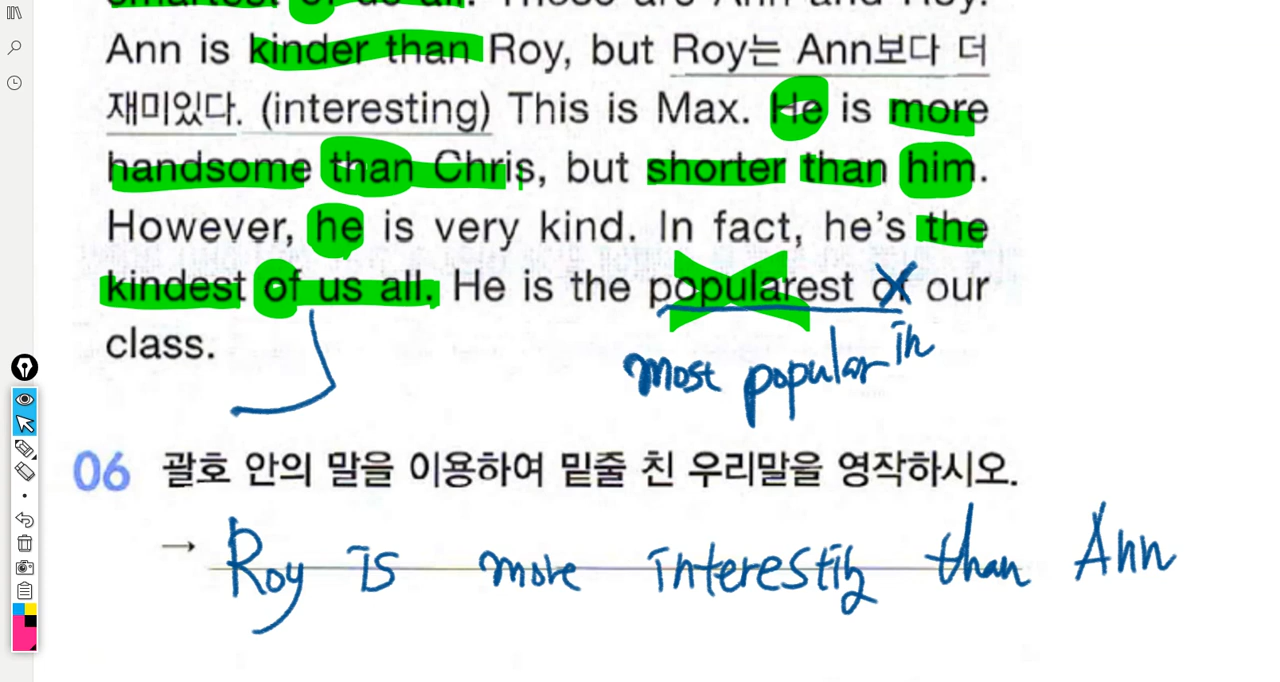 smartest of us all. These are Ann and Roy.
Ann is kinder than Roy, but Roy는 Ann보다 더
재미있다. (interesting) This is Max. He is more
handsome than Chris, but shorter than him.
However, he is very kind. In fact, he's the
kindest of us all. He is the popularest of our
class.
most popular in
06 괄호 안의 말을 이용하여 밑줄 친 우리말을 영작하시오.
→ Roy is more interesting than Ann